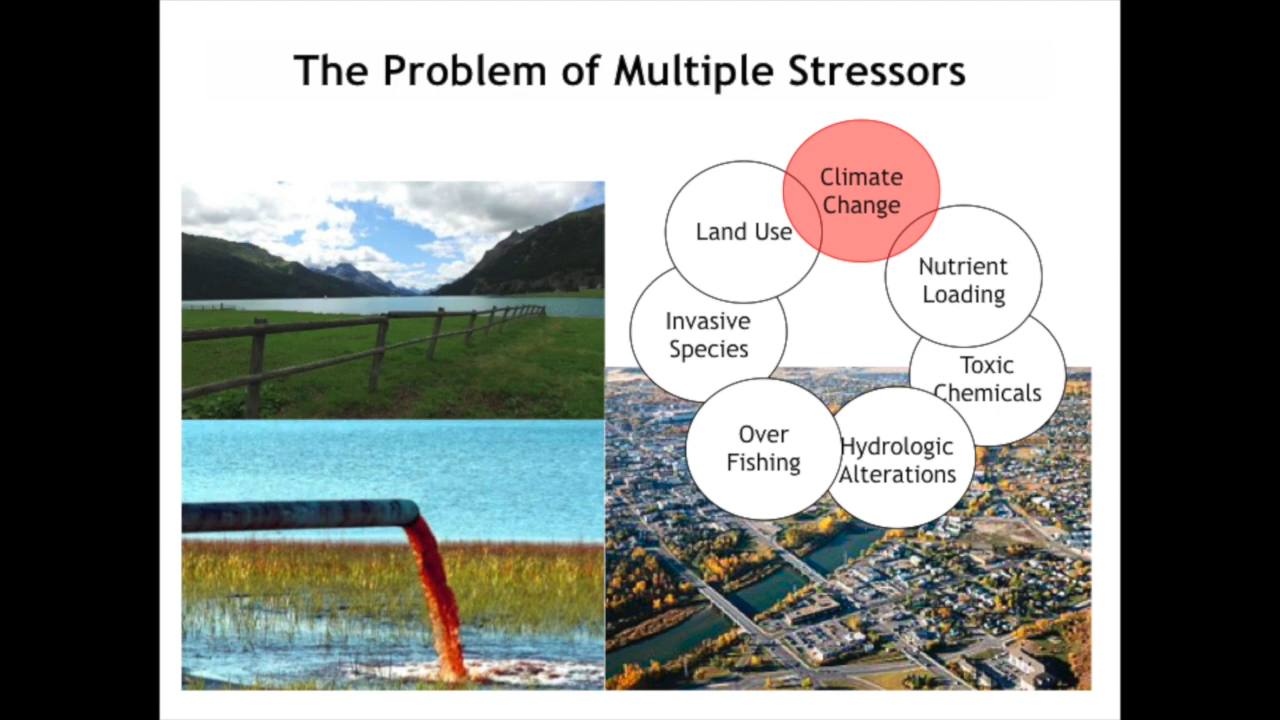 The Problem of Multiple Stressors
Climate
Change
Land Use
Nutrient
Loading
Invasive
Species
Toxic
Chemicals
Over
Fishing
Hydrologic
Alterations